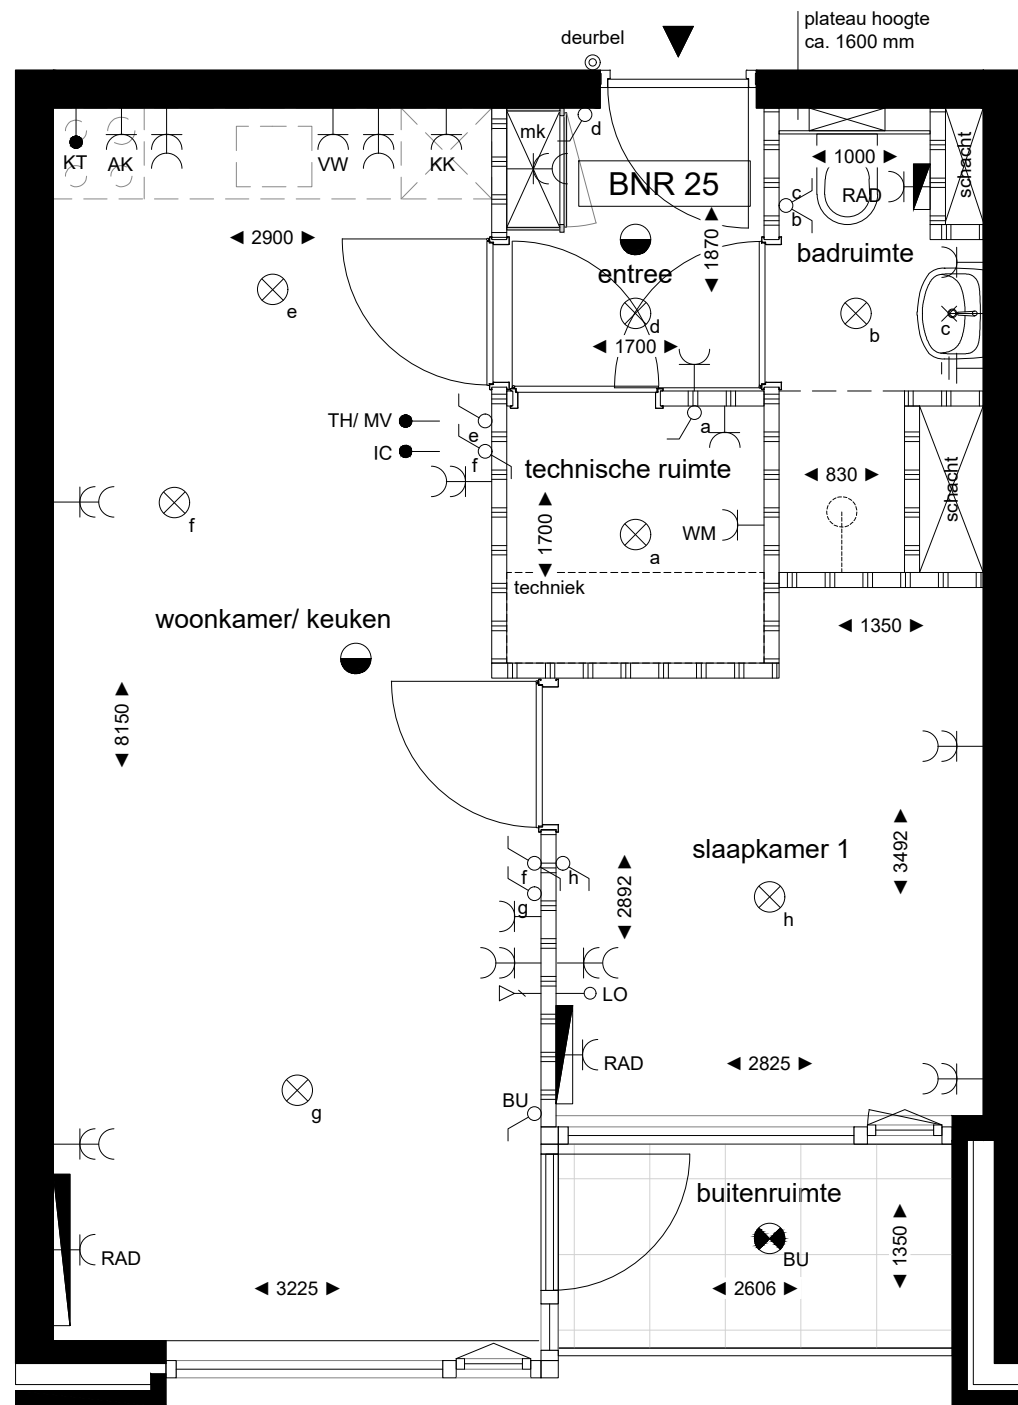 plateau hoogte
ca. 1600 mm
deurbel
mk
d
KT
AK
VW
KK
BNR 25
1000
RAD
schacht
c
b
2900
1870
badruimte
entree
e
d
b
c
1700
TH/ MV
e
a
IC
f
technische ruimte
830
schacht
f
1700
a
WM
techniek
woonkamer/ keuken
1350
8150
slaapkamer 1
3492
f
h
2892
g
h
LO
RAD
2825
g
BU
buitenruimte
1350
BU
RAD
3225
2606